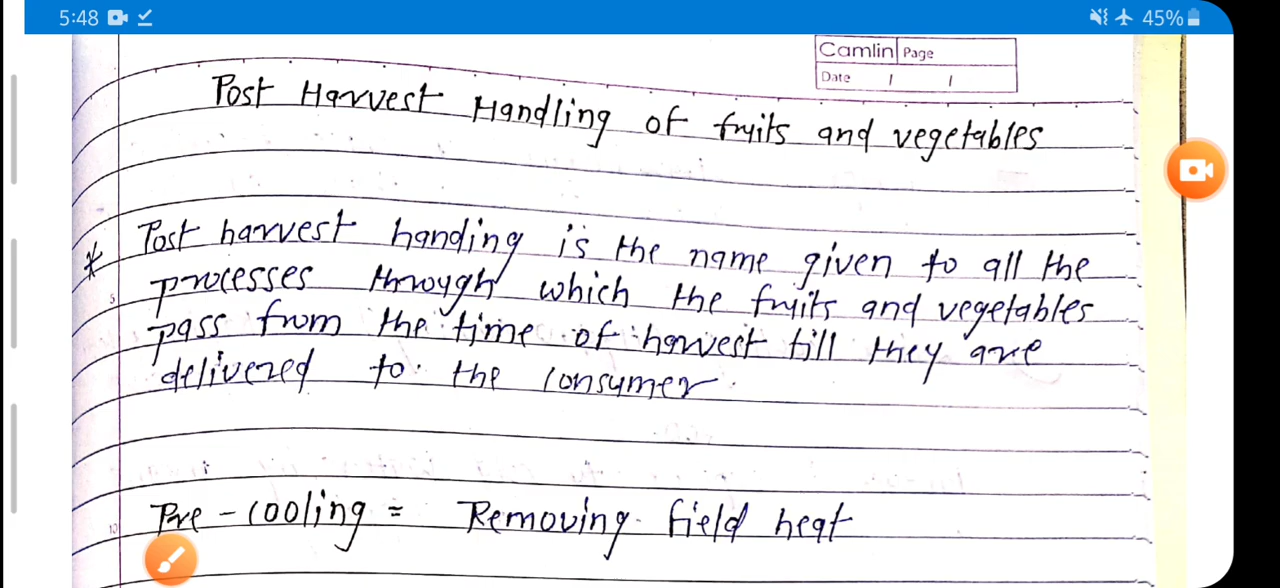 5:48
45%
Camlin Page
Date / /
Post Harvest Handling of fruits and vegetables
* Post harvest handing is the name given to all the
5 processes through which the fruits and vegetables
pass from the time of harvest till they are
delivered to the consumer.
10 Pre-cooling = Removing field heat